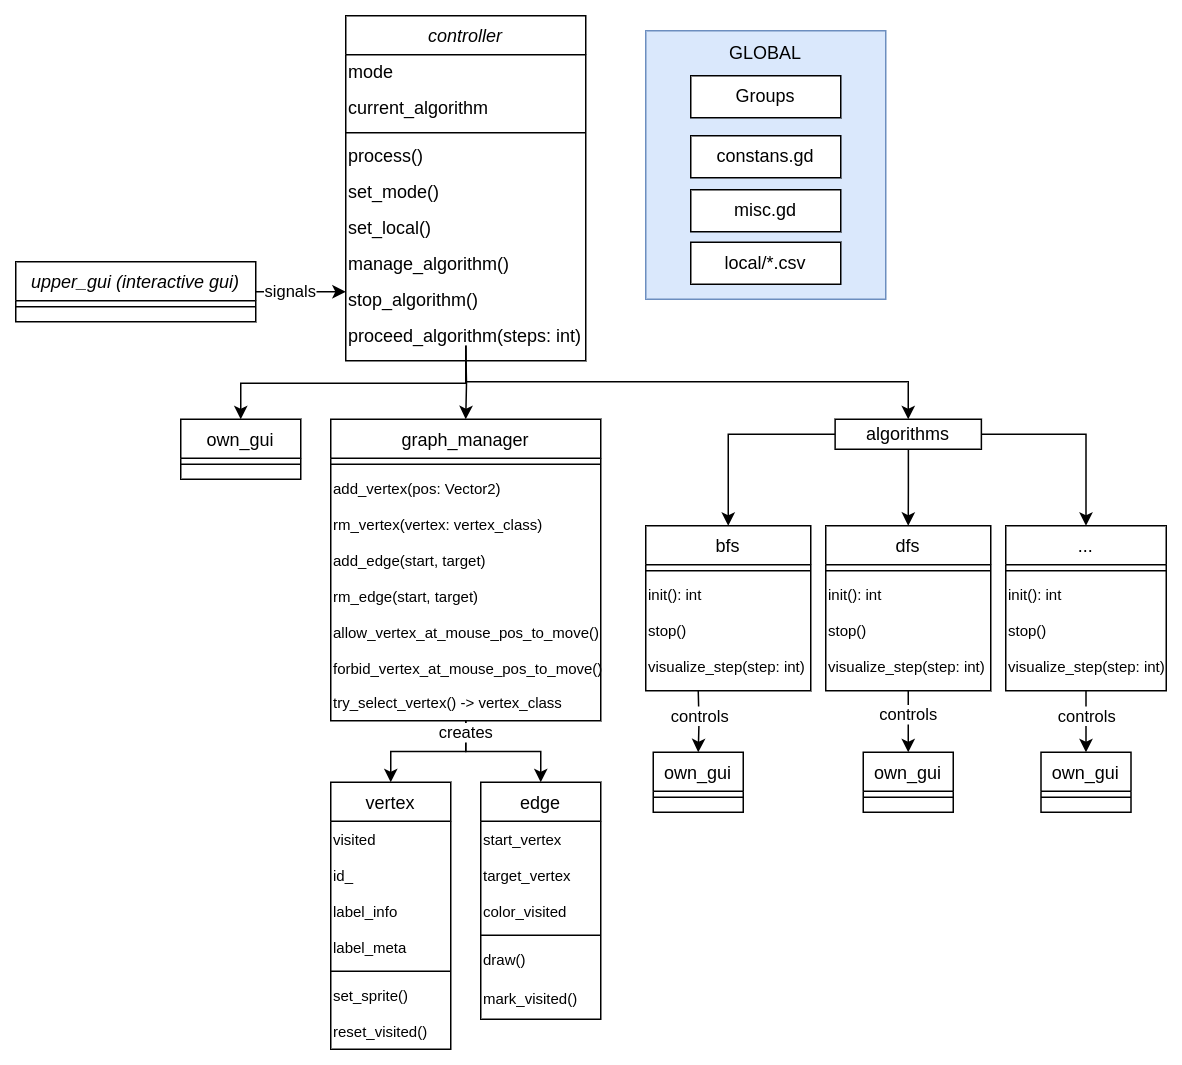 controller
mode
current_algorithm
process()
set_mode()
set_local()
manage_algorithm()
stop_algorithm()
proceed_algorithm(steps: int)
GLOBAL
Groups
constans.gd
misc.gd
local/*.csv
upper_gui (interactive gui)
signals
own_gui
graph_manager
add_vertex(pos: Vector2)
rm_vertex(vertex: vertex_class)
add_edge(start, target)
rm_edge(start, target)
allow_vertex_at_mouse_pos_to_move()
forbid_vertex_at_mouse_pos_to_move()
try_select_vertex() -> vertex_class
algorithms
bfs
init(): int
stop()
visualize_step(step: int)
dfs
init(): int
stop()
visualize_step(step: int)
...
init(): int
stop()
visualize_step(step: int)
controls
own_gui
controls
own_gui
controls
own_gui
creates
vertex
visited
id_
label_info
label_meta
set_sprite()
reset_visited()
edge
start_vertex
target_vertex
color_visited
draw()
mark_visited()